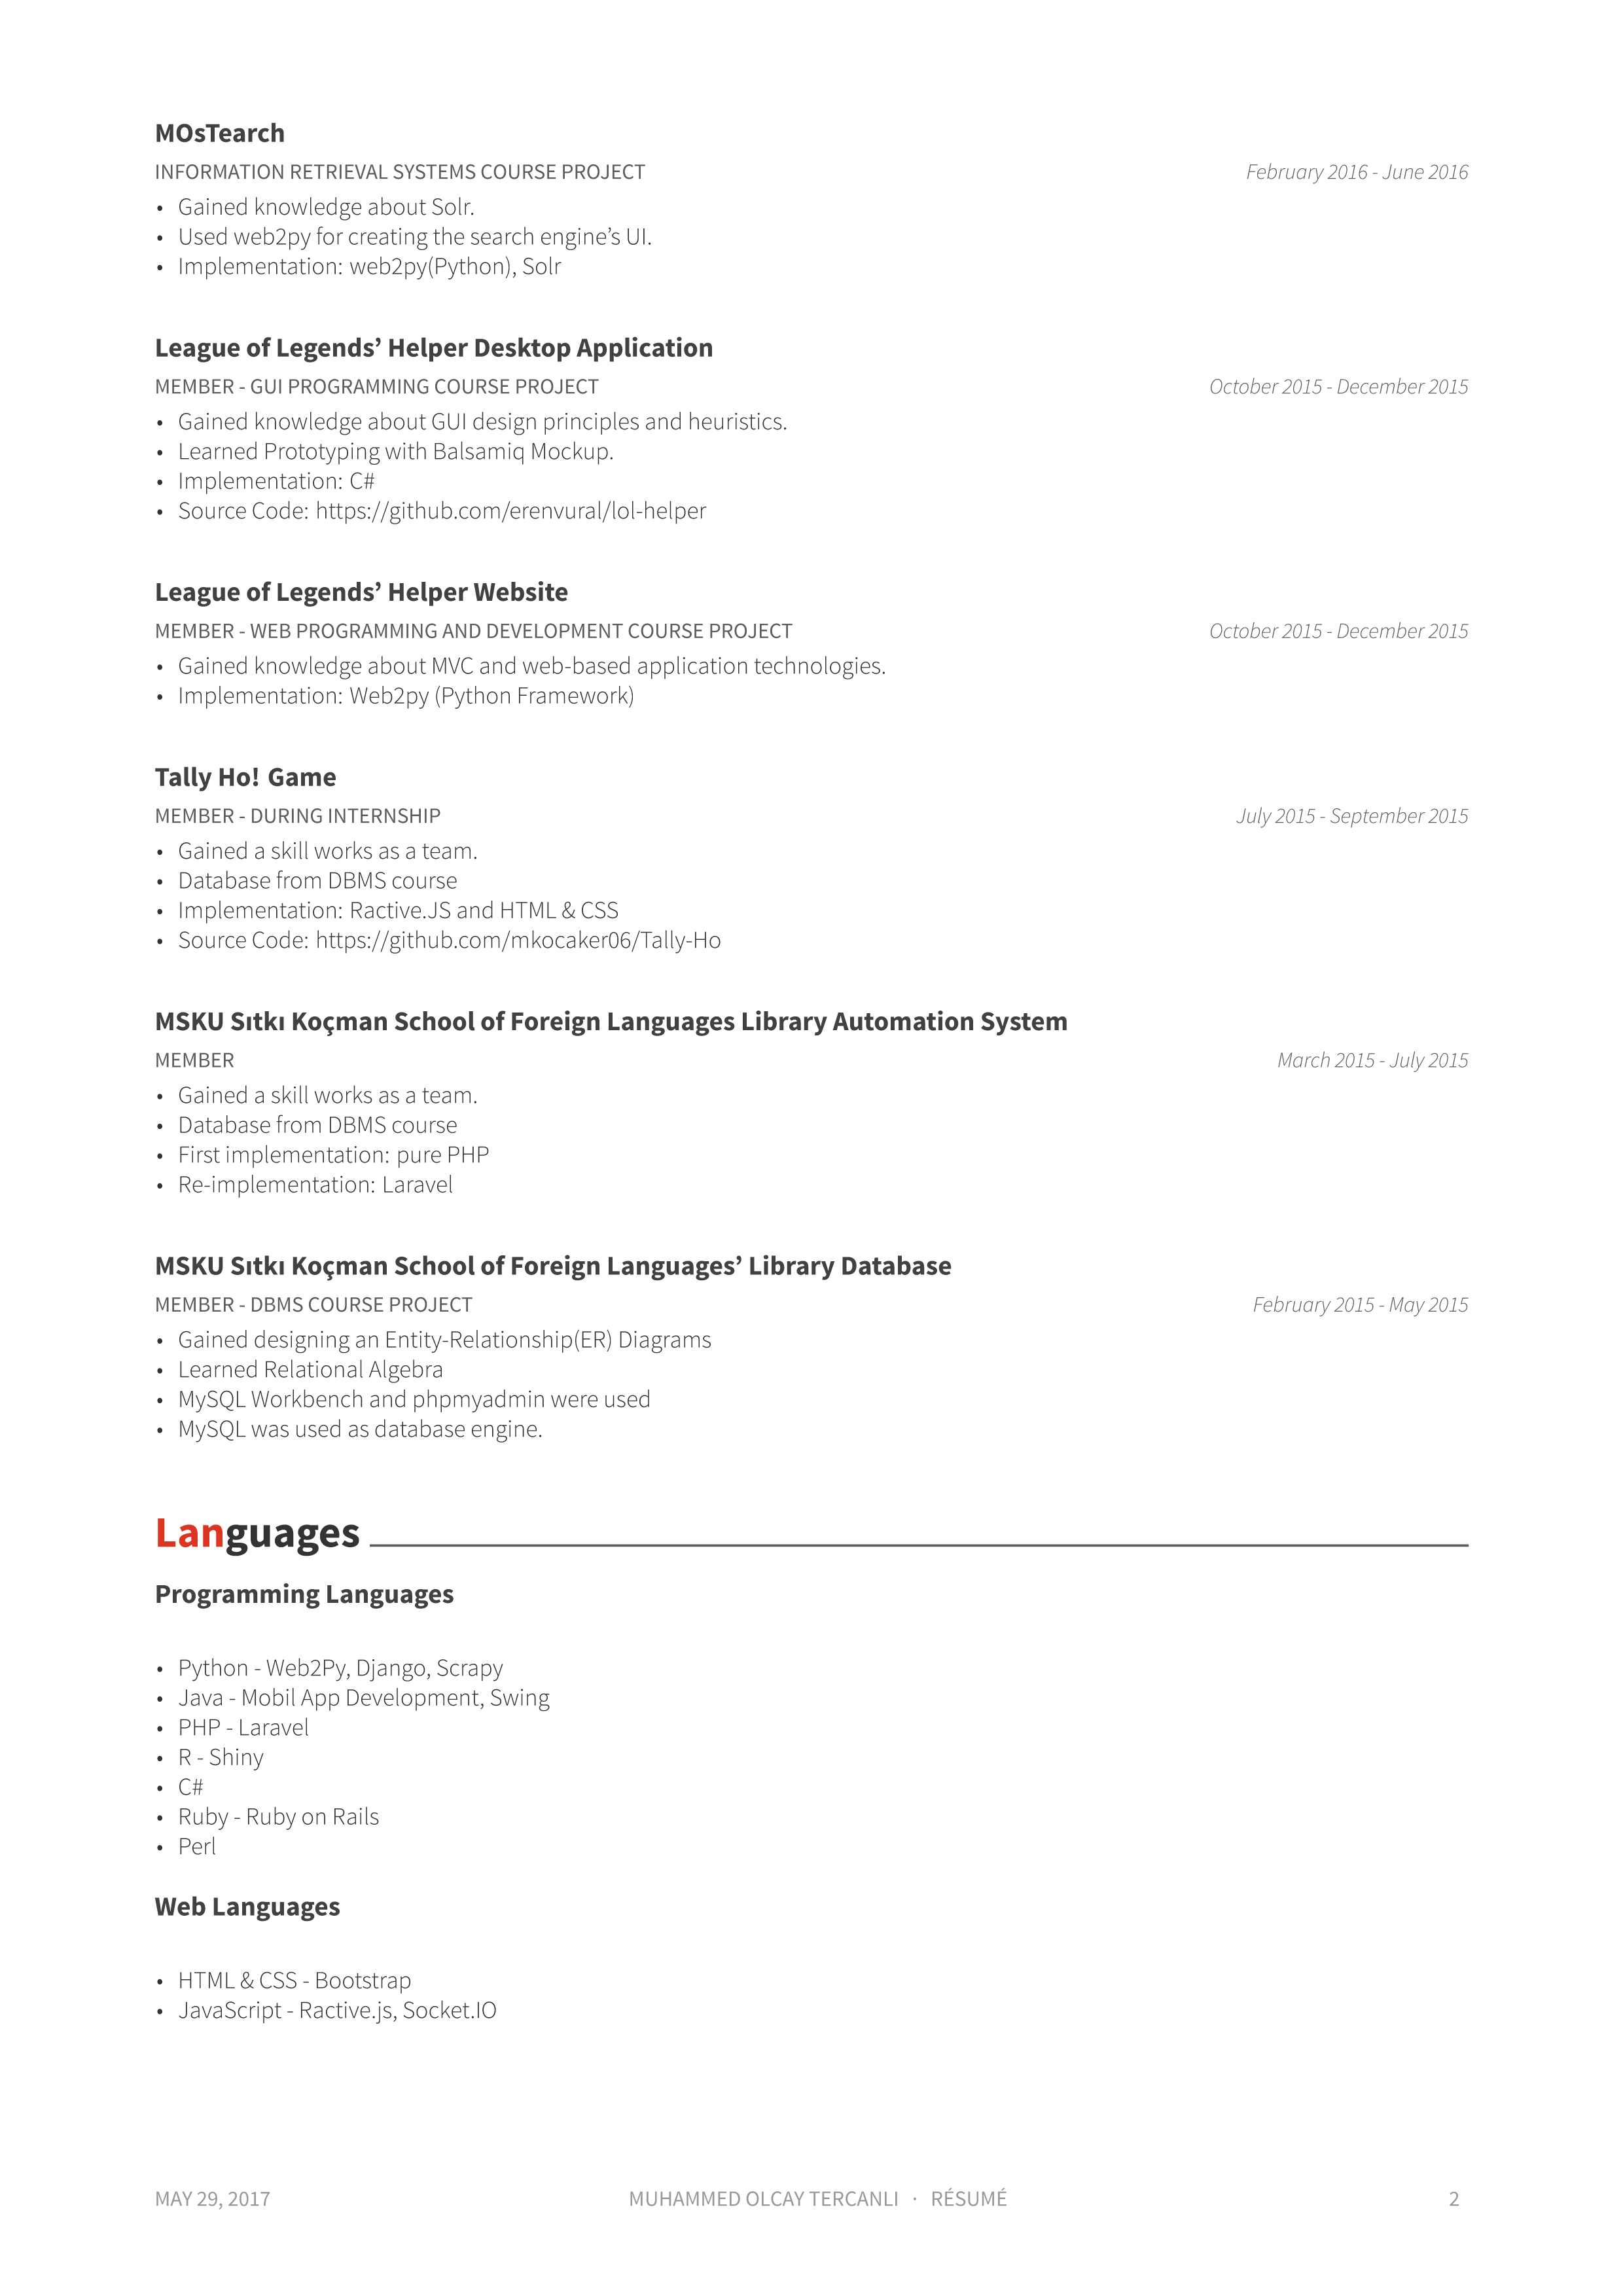 MOsTearch
INFORMATION RETRIEVAL SYSTEMS COURSE PROJECT February 2016 - June 2016
• Gained knowledge about Solr.
• Used web2py for creating the search engine’s UI.
• Implementation: web2py(Python), Solr
League of Legends’ Helper Desktop Application
MEMBER - GUI PROGRAMMING COURSE PROJECT October 2015 - December 2015
• Gained knowledge about GUI design principles and heuristics.
• Learned Prototyping with Balsamiq Mockup.
• Implementation: C#
• Source Code: https://github.com/erenvural/lol-helper
League of Legends’ Helper Website
MEMBER - WEB PROGRAMMING AND DEVELOPMENT COURSE PROJECT October 2015 - December 2015
• Gained knowledge about MVC and web-based application technologies.
• Implementation: Web2py (Python Framework)
Tally Ho! Game
MEMBER - DURING INTERNSHIP July 2015 - September 2015
• Gained a skill works as a team.
• Database from DBMS course
• Implementation: Ractive.JS and HTML & CSS
• Source Code: https://github.com/mkocaker06/Tally-Ho
MSKU Sıtkı Koçman School of Foreign Languages Library Automation System
MEMBER March 2015 - July 2015
• Gained a skill works as a team.
• Database from DBMS course
• First implementation: pure PHP
• Re-implementation: Laravel
MSKU Sıtkı Koçman School of Foreign Languages’ Library Database
MEMBER - DBMS COURSE PROJECT February 2015 - May 2015
• Gained designing an Entity-Relationship(ER) Diagrams
• Learned Relational Algebra
• MySQL Workbench and phpmyadmin were used
• MySQL was used as database engine.
Languages
Programming Languages
• Python - Web2Py, Django, Scrapy
• Java - Mobil App Development, Swing
• PHP - Laravel
• R - Shiny
• C#
• Ruby - Ruby on Rails
• Perl
Web Languages
• HTML & CSS - Bootstrap
• JavaScript - Ractive.js, Socket.IO
MAY 29, 2017 MUHAMMED OLCAY TERCANLI · RÉSUMÉ 2